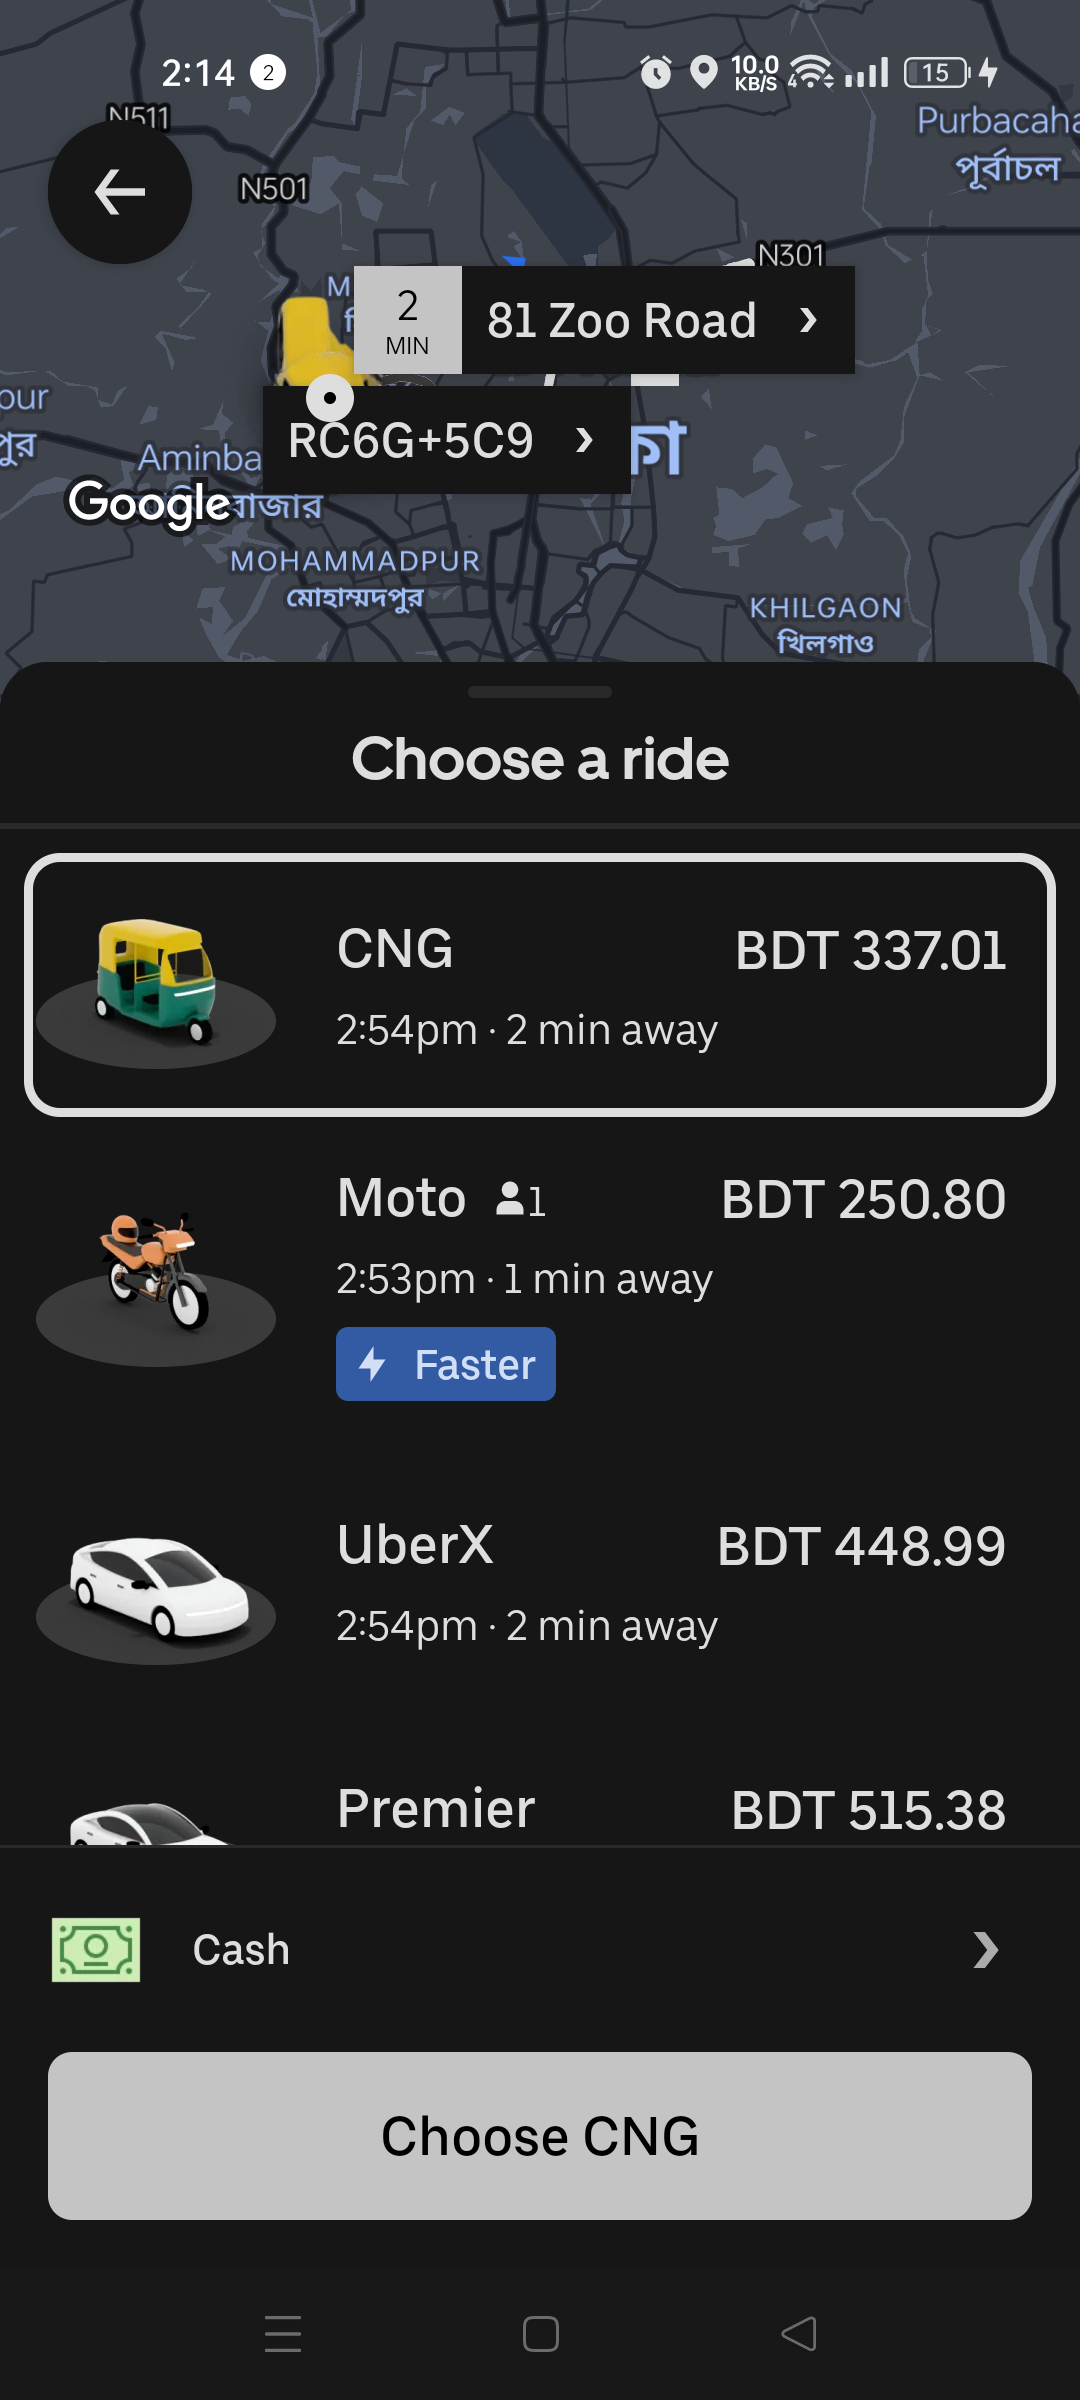 2:14 2 10.0 KB/S 4 15
N511
Purbacaha
পূর্বাচল
N501
N301
2 MIN 81 Zoo Road
RC6G+5C9
pur
Aminba
Google বাজার
MOHAMMADPUR
মোহাম্মদপুর
KHILGAON
খিলগাও
Choose a ride
CNG BDT 337.01
2:54pm · 2 min away
Moto 1 BDT 250.80
2:53pm · 1 min away
Faster
UberX BDT 448.99
2:54pm · 2 min away
Premier BDT 515.38
Cash
Choose CNG